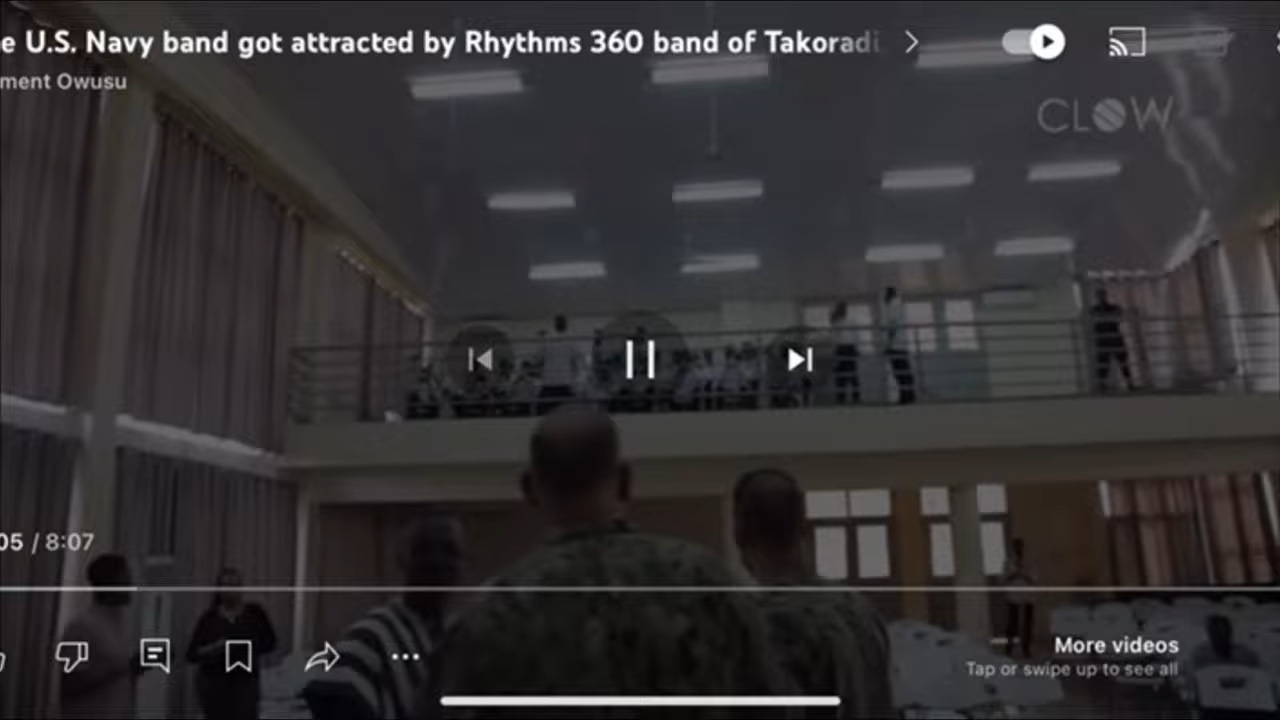 e U.S. Navy band got attracted by Rhythms 360 band of Takoradi
ment Owusu
CLOW
05 / 8:07
More videos
Tap or swipe up to see all